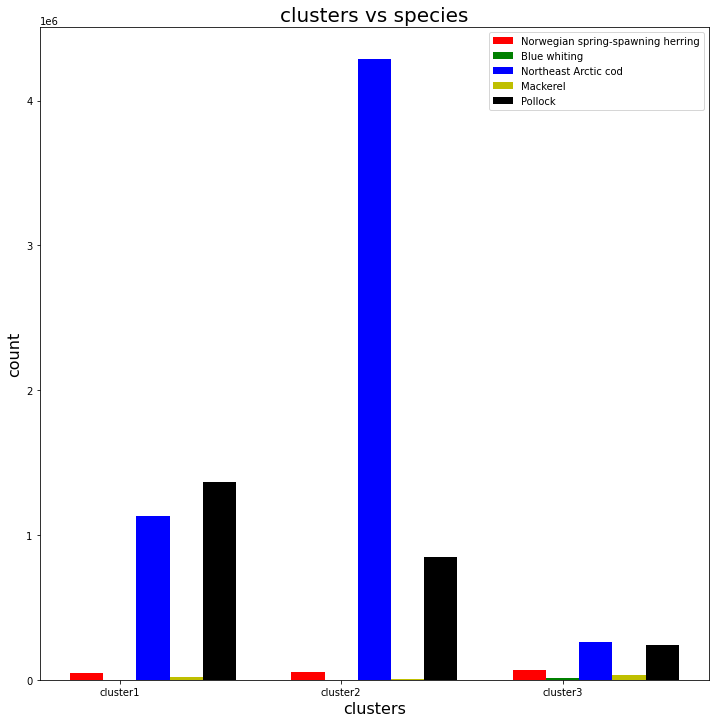 clusters vs species
1e6
Norwegian spring-spawning herring
Blue whiting
Northeast Arctic cod
Mackerel
Pollock
4
3
2
1
0
count
cluster1
cluster2
cluster3
clusters